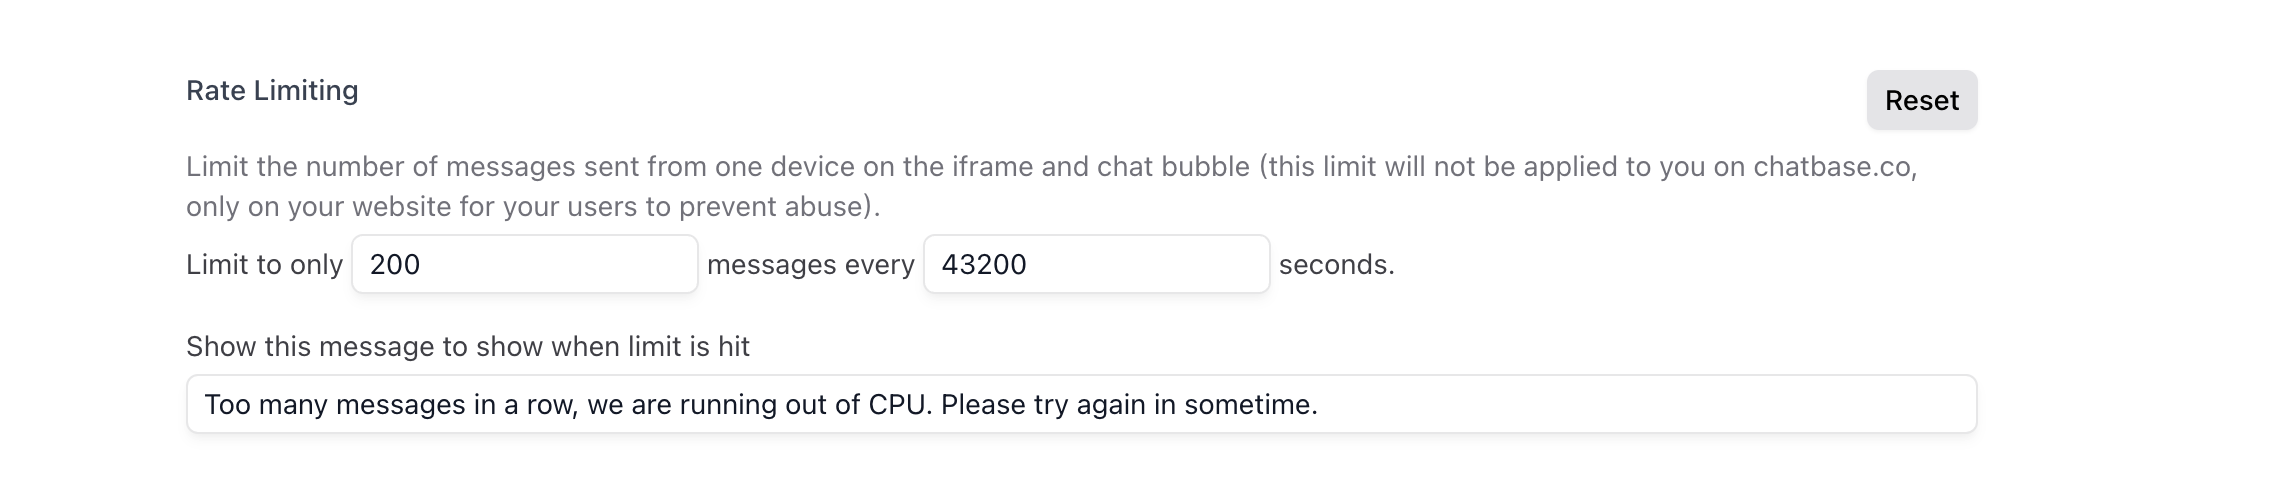 Rate Limiting
Reset
Limit the number of messages sent from one device on the iframe and chat bubble (this limit will not be applied to you on chatbase.co,
only on your website for your users to prevent abuse).
Limit to only 200 messages every 43200 seconds.
Show this message to show when limit is hit
Too many messages in a row, we are running out of CPU. Please try again in sometime.